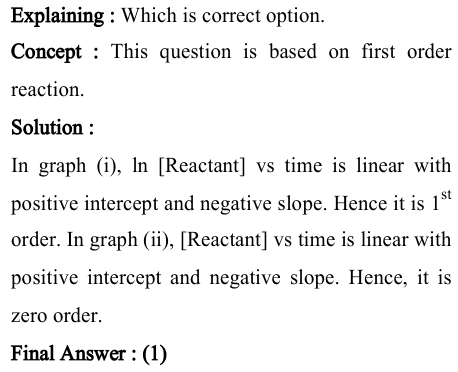 Explaining : Which is correct option.
Concept : This question is based on first order
reaction.
Solution :
In graph (i), ln [Reactant] vs time is linear with
positive intercept and negative slope. Hence it is 1st
order. In graph (ii), [Reactant] vs time is linear with
positive intercept and negative slope. Hence, it is
zero order.
Final Answer : (1)